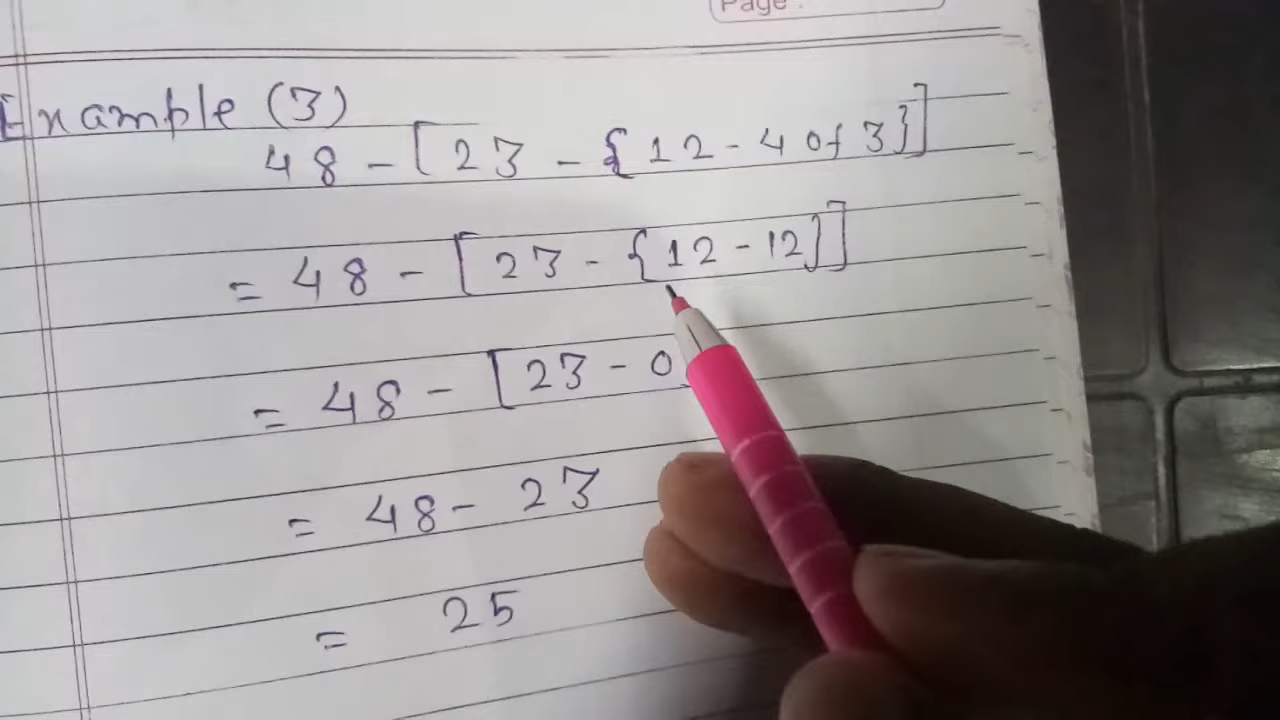 Page :
Example (3)
48 - [23 - {12 - 4 of 3}]
= 48 - [23 - {12 - 12}]
= 48 - [23 - 0
= 48 - 23
= 25